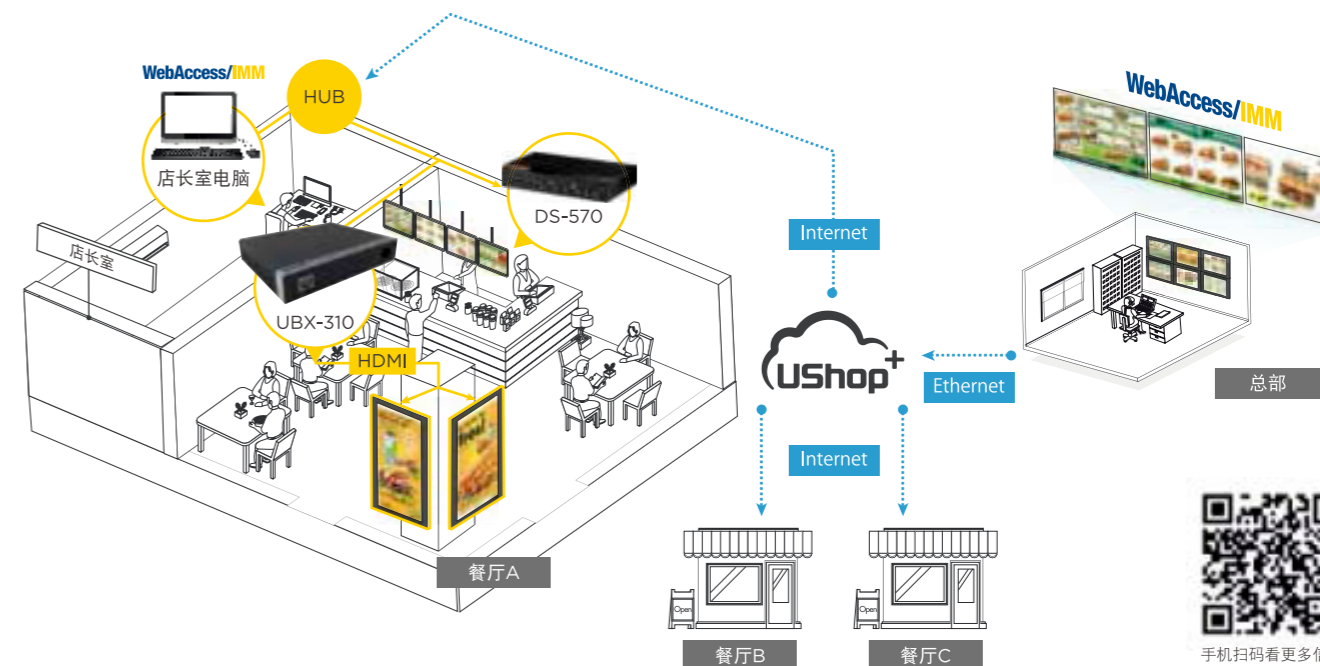 WebAccess/IMM
HUB
店长室电脑
DS-570
店长室
UBX-310
HDMI
餐厅A
Internet
UShop+
Ethernet
Internet
WebAccess/IMM
总部
Open
餐厅B
Open
餐厅C
手机扫码看更多信